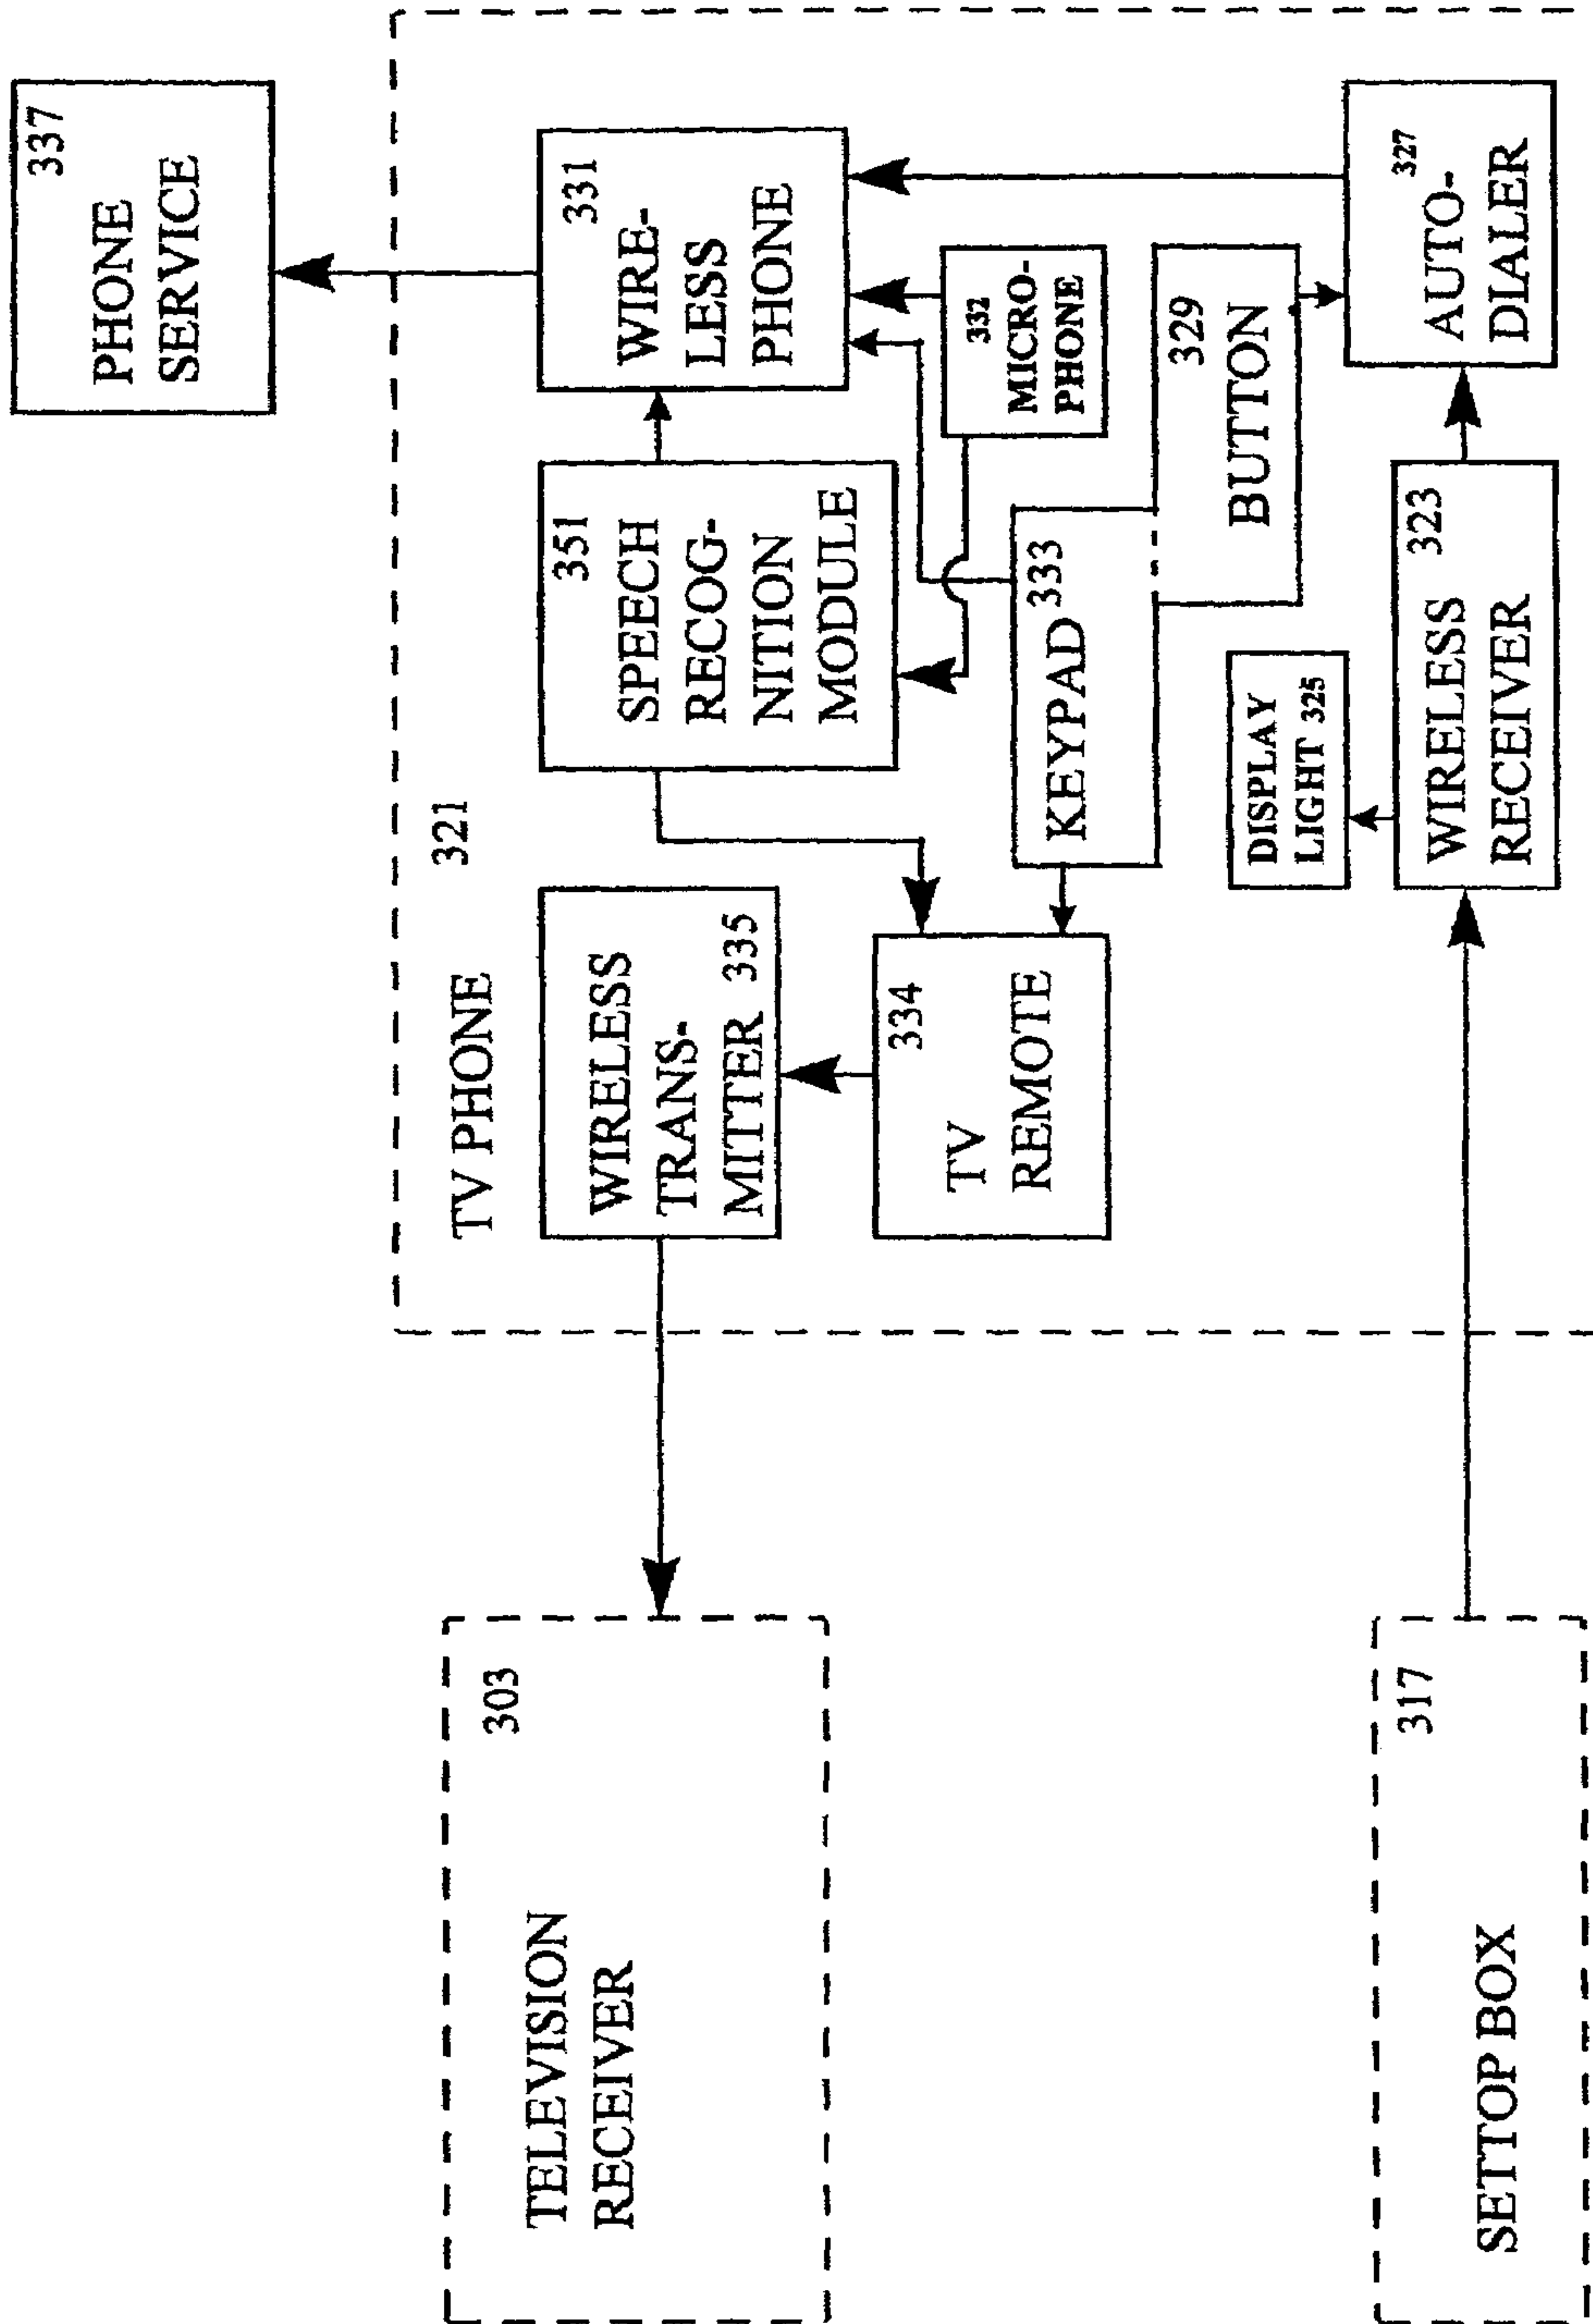 PHONE
SERVICE
337
TV PHONE 321
WIRELESS
TRANS-
MITTER 335
351
SPEECH
RECOG-
NITION
MODULE
331
WIRE-
LESS
PHONE
334
TV
REMOTE
KEYPAD 333
332
MICRO-
PHONE
329
BUTTON
DISPLAY
LIGHT 325
WIRELESS 323
RECEIVER
327
AUTO-
DIALER
303
TELEVISION
RECEIVER
317
SETTOP BOX